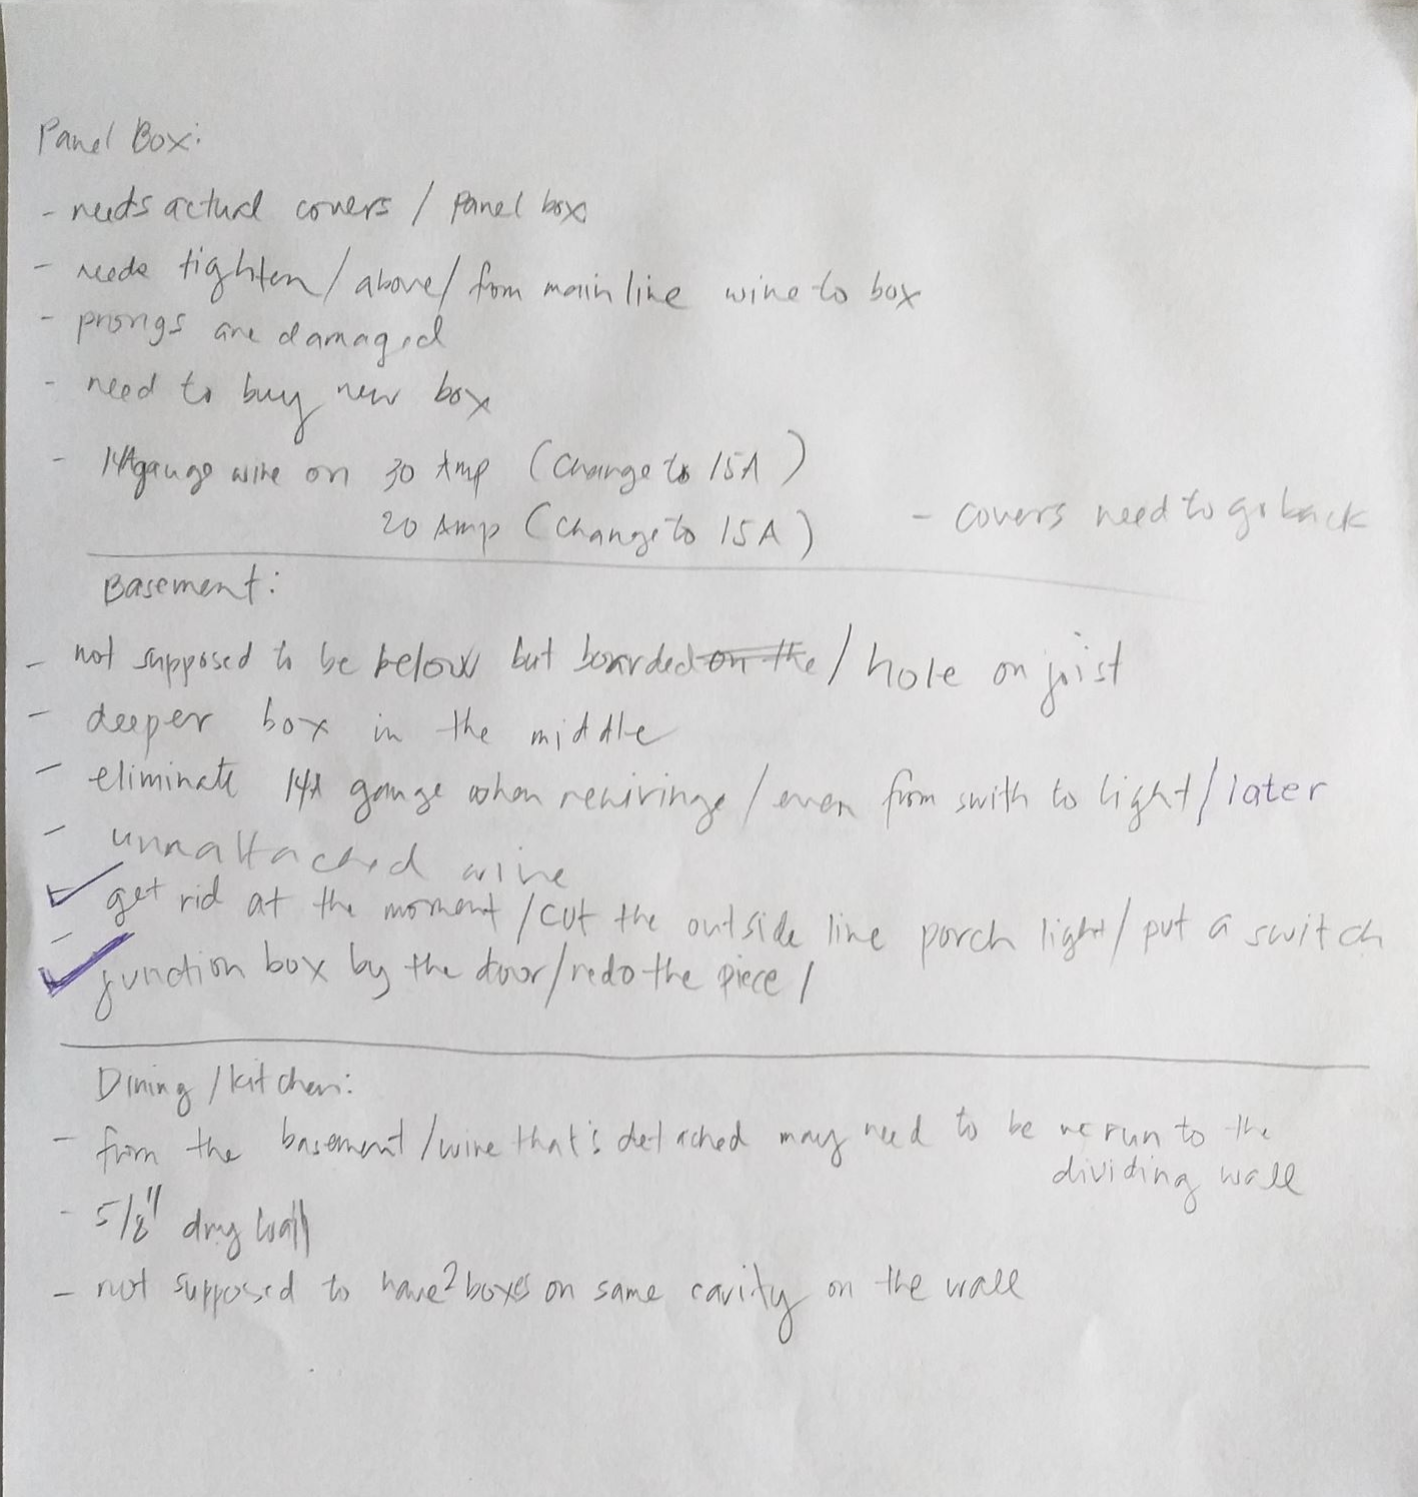 Panel Box:
- needs actual covers / Panel box
- needs tighten / above / from main line wire to box
- prongs are damaged
- need to buy new box
- 14 gauge wire on 30 Amp (Change to 15A)
20 Amp (Change to 15A)
- covers need to go back
Basement:
- not supposed to be below but boarded on the / hole on joist
- deeper box in the middle
- eliminate 14 gauge when rewiring / even from swith to light / later
- unnattached wire
- get rid at the moment / cut the outside line porch light / put a switch
- junction box by the door / redo the piece /
Dining / kitchen:
- from the basement / wire that's detached may need to be rerun to the
dividing wall
- 5/8" dry wall
- not supposed to have 2 boxes on same cavity on the wall